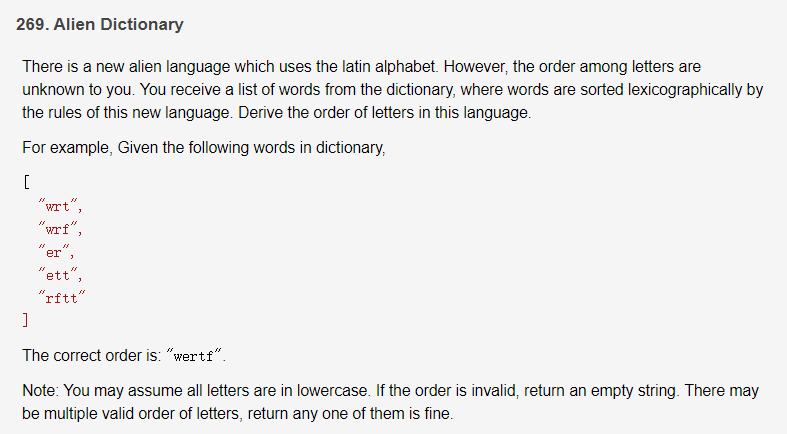 269. Alien Dictionary
There is a new alien language which uses the latin alphabet. However, the order among letters are
unknown to you. You receive a list of words from the dictionary, where words are sorted lexicographically by
the rules of this new language. Derive the order of letters in this language.
For example, Given the following words in dictionary,
[
"wrt",
"wrf",
"er",
"ett",
"rftt"
]
The correct order is: "wertf".
Note: You may assume all letters are in lowercase. If the order is invalid, return an empty string. There may
be multiple valid order of letters, return any one of them is fine.